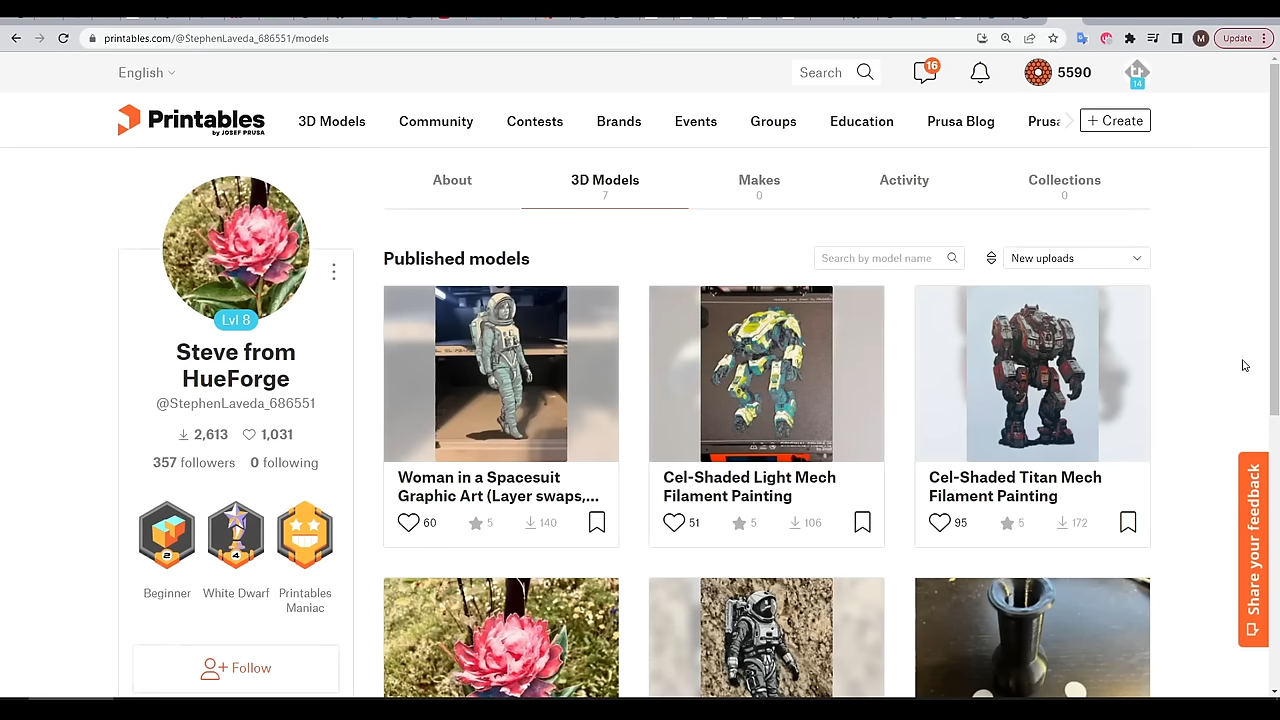 printables.com/@StephenLaveda_686551/models
M
Update
English
Search
16
5590
14
Printables
by JOSEF PRUSA
3D Models
Community
Contests
Brands
Events
Groups
Education
Prusa Blog
Prusa
+ Create
About
3D Models
7
Makes
0
Activity
Collections
0
Lvl 8
Steve from
HueForge
@StephenLaveda_686551
2,613 1,031
357 followers 0 following
2
4
Beginner
White Dwarf
Printables
Maniac
Follow
Published models
Search by model name
New uploads
Woman in a Spacesuit
Graphic Art (Layer swaps,...
60 5 140
Cel-Shaded Light Mech
Filament Painting
51 5 106
Cel-Shaded Titan Mech
Filament Painting
95 5 172
Share your feedback